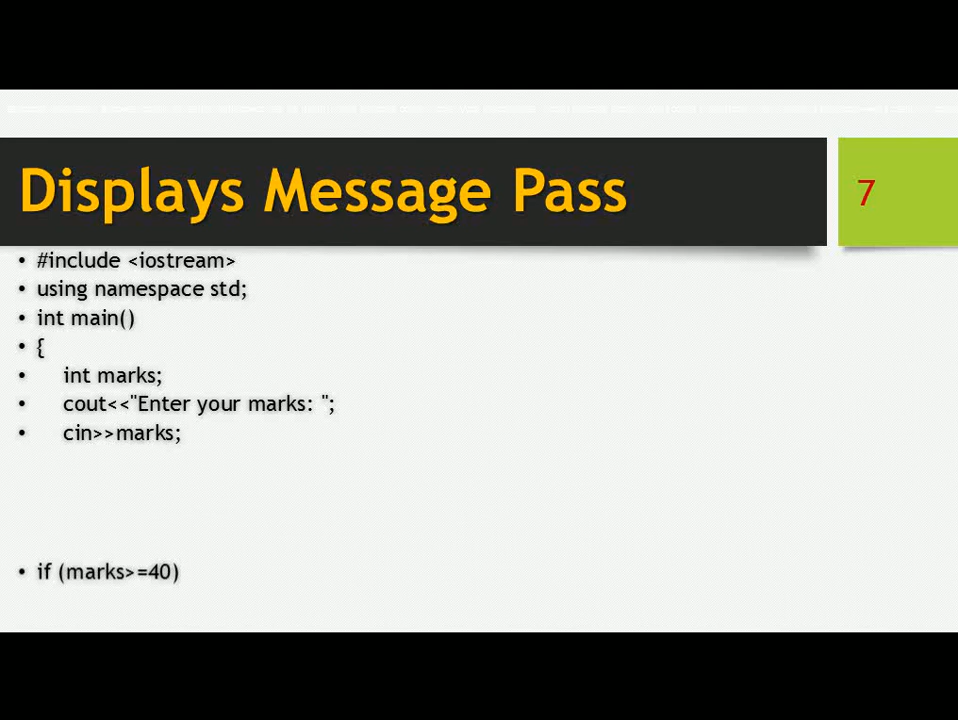 Displays Message Pass
7
• #include <iostream>
• using namespace std;
• int main()
• {
• int marks;
• cout<<"Enter your marks: ";
• cin>>marks;
• if (marks>=40)